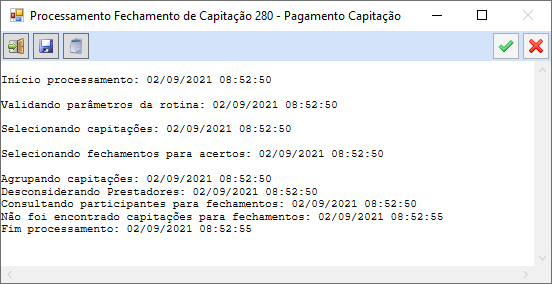 Processamento Fechamento de Capitação 280 - Pagamento Capitação
Início processamento: 02/09/2021 08:52:50
Validando parâmetros da rotina: 02/09/2021 08:52:50
Selecionando capitações: 02/09/2021 08:52:50
Selecionando fechamentos para acertos: 02/09/2021 08:52:50
Agrupando capitações: 02/09/2021 08:52:50
Desconsiderando Prestadores: 02/09/2021 08:52:50
Consultando participantes para fechamentos: 02/09/2021 08:52:50
Não foi encontrado capitações para fechamentos: 02/09/2021 08:52:55
Fim processamento: 02/09/2021 08:52:55